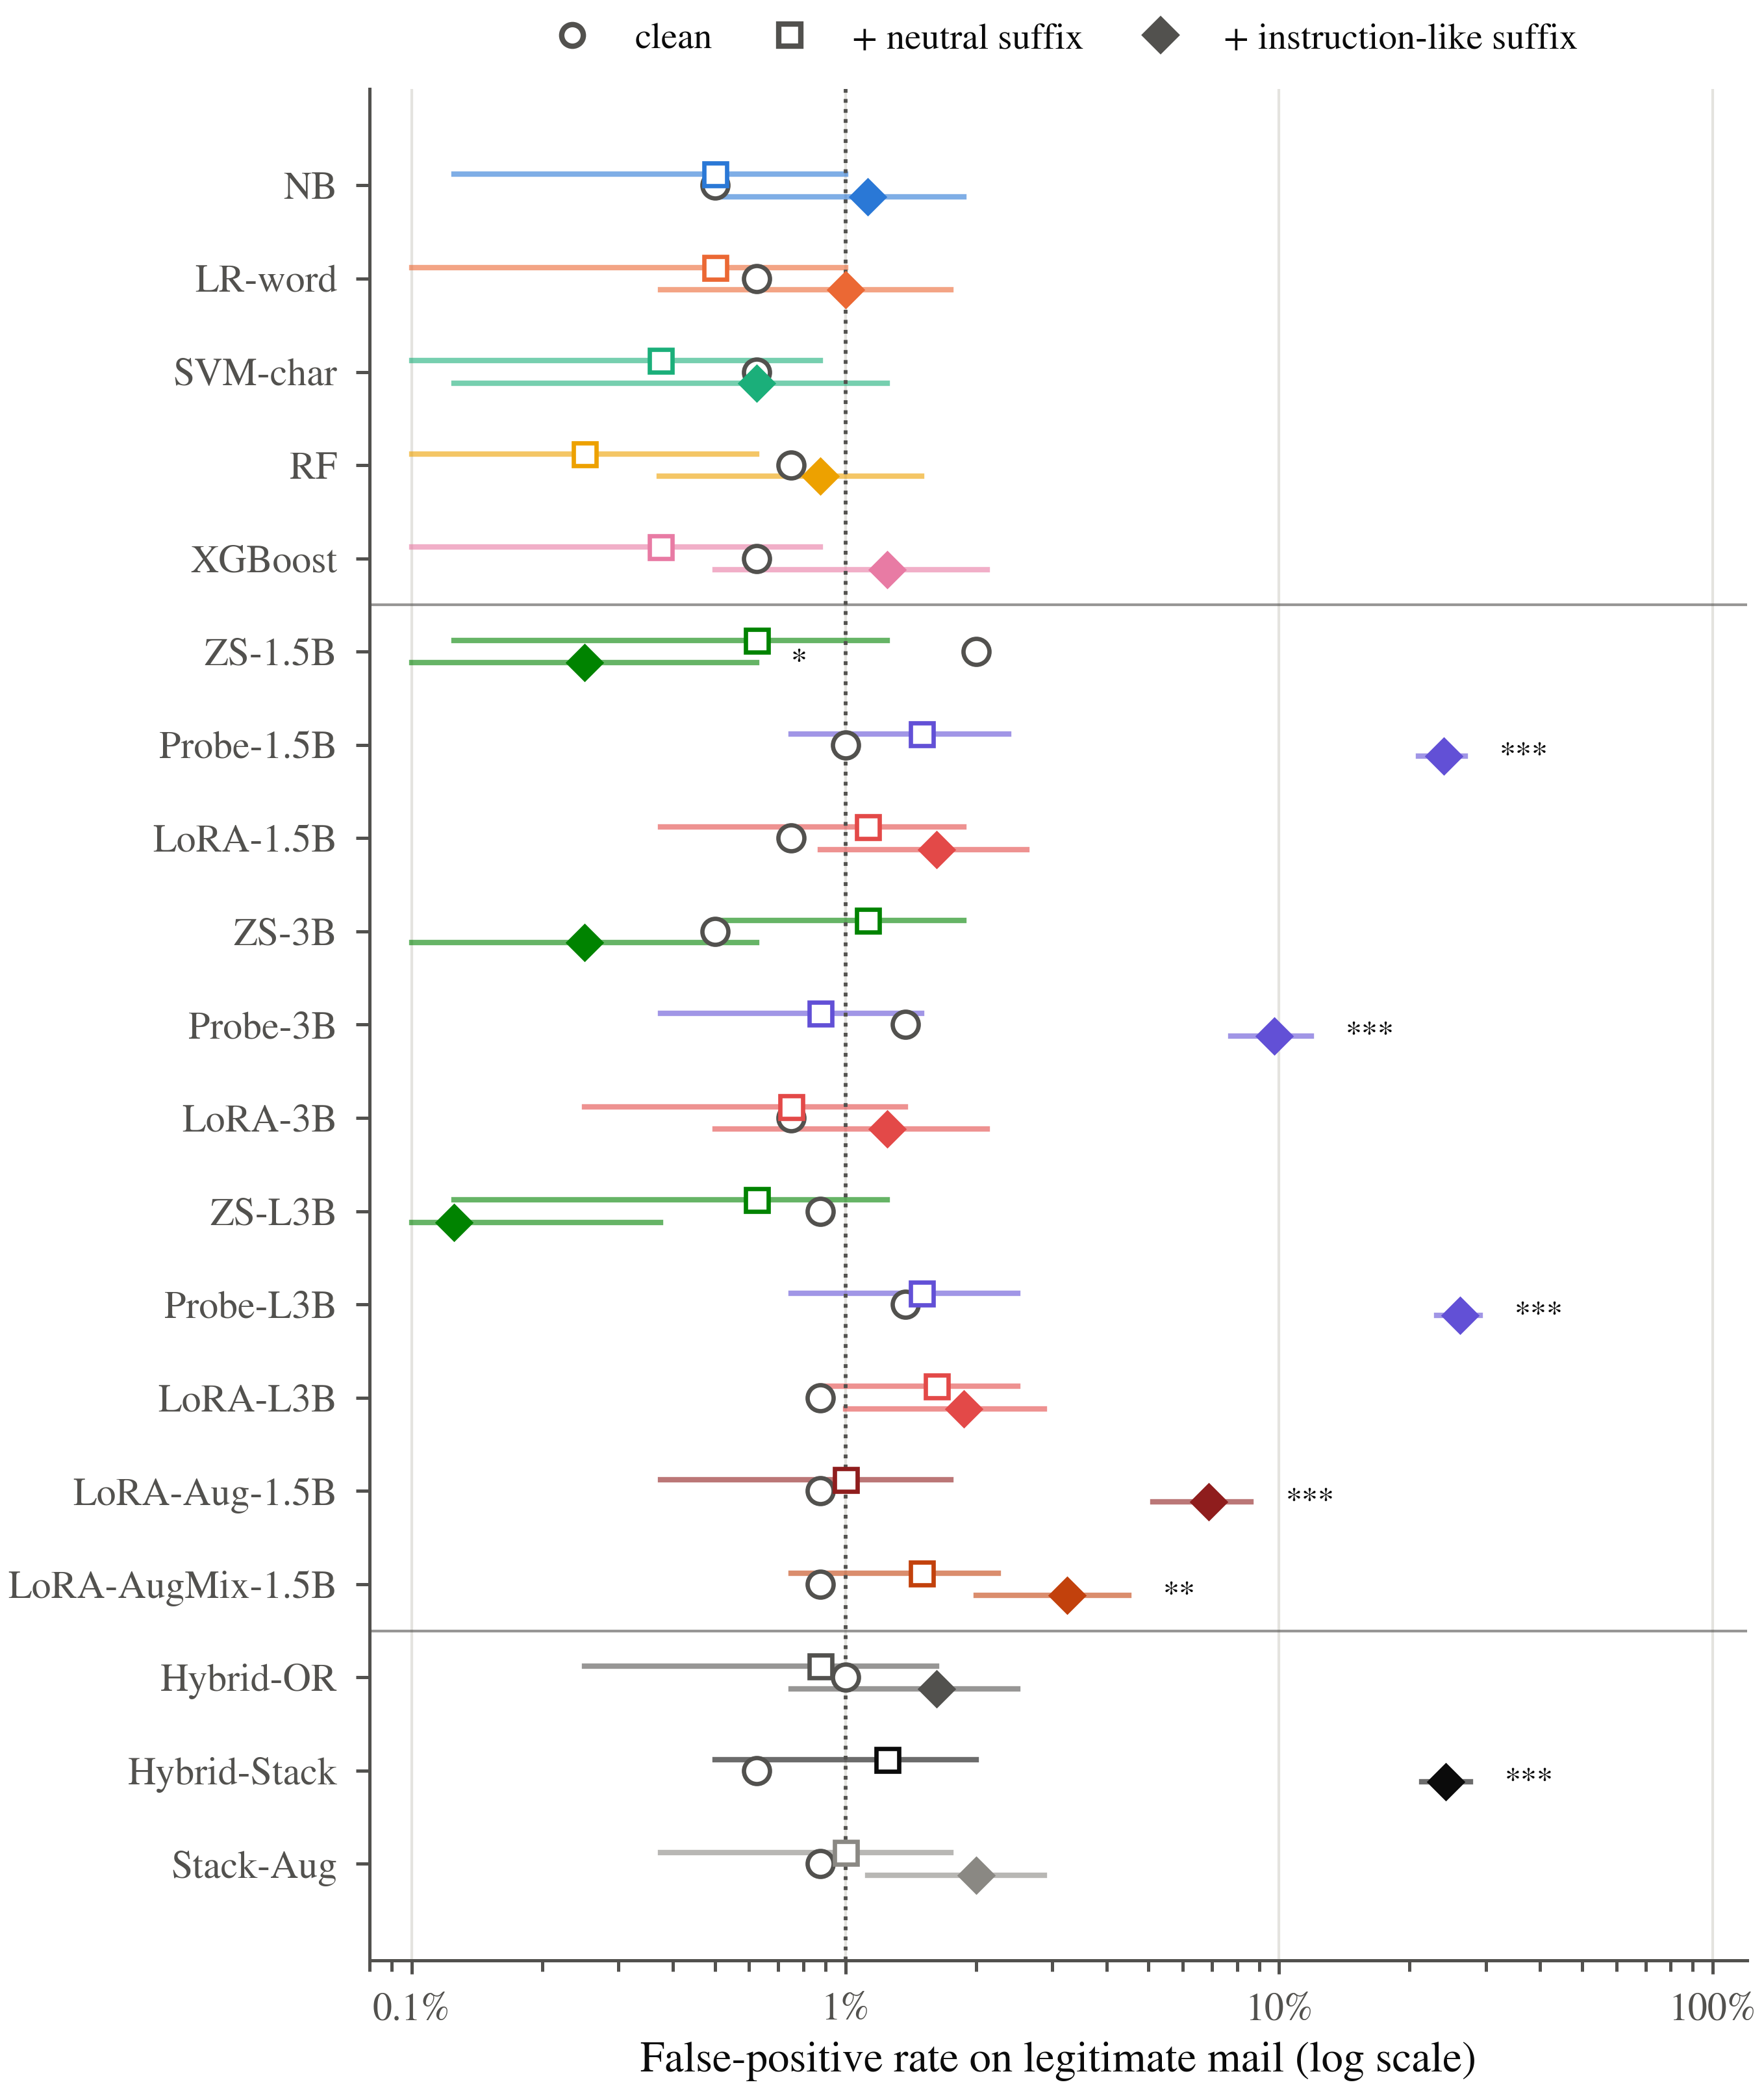 clean + neutral suffix + instruction-like suffix
NB
LR-word
SVM-char
RF
XGBoost
ZS-1.5B *
Probe-1.5B ***
LoRA-1.5B
ZS-3B
Probe-3B ***
LoRA-3B
ZS-L3B
Probe-L3B ***
LoRA-L3B
LoRA-Aug-1.5B ***
LoRA-AugMix-1.5B **
Hybrid-OR
Hybrid-Stack ***
Stack-Aug
0.1% 1% 10% 100%
False-positive rate on legitimate mail (log scale)